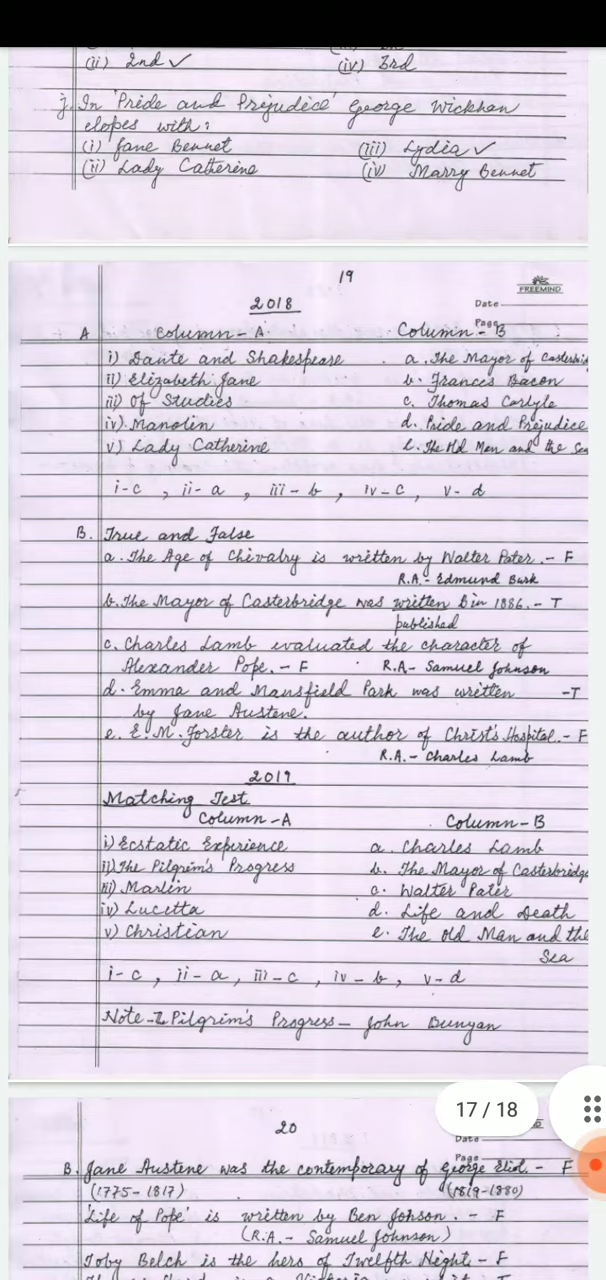 (ii) 2nd ✓ (iv) 3rd
j. In 'Pride and Prejudice' George Wickhan
elopes with:
(i) Jane Bennet (iii) Lydia ✓
(ii) Lady Catherine (iv) Marry Bennet
19
FREEMIND
2018
Date
Page
A Column-A. Column-B
i) Dante and Shakespeare a. The Mayor of Casterbrid
ii) Elizabeth Jane b. Francis Bacon
iii) Of Studies c. Thomas Carlyle
iv) Manolin d. Pride and Prejudice
v) Lady Catherine e. The Old Man and the Sea
i-c, ii-a, iii-b, iv-c, v-d
B. True and False
a. The Age of Chivalry is written by Walter Pater. - F
R.A.- Edmund Burk
b. The Mayor of Casterbridge was written in 1886. - T
published
c. Charles Lamb evaluated the character of
Alexander Pope. - F R.A- Samuel Johnson
d. Emma and Mansfield Park was written -T
by Jane Austene.
e. E.M. Forster is the author of Christ's Hospital. - F
R.A.- Charles Lamb
2019
Matching Test
Column-A Column-B
i) Ecstatic Experience a. Charles Lamb
ii) The Pilgrim's Progress b. The Mayor of Casterbridge
iii) Marlin c. Walter Pater
iv) Lucetta d. Life and Death
v) Christian e. The Old Man and the
Sea
i-c, ii-a, iii-c, iv-b, v-d
Note- Pilgrim's Progress- John Bunyan
17 / 18
20
Date
Page
B. Jane Austene was the contemporary of George Eliot. - F
(1775-1817) (1819-1880)
'Life of Pope' is written by Ben Johson. - F
(R.A.- Samuel Johnson)
Toby Belch is the hers of Twelfth Night - F